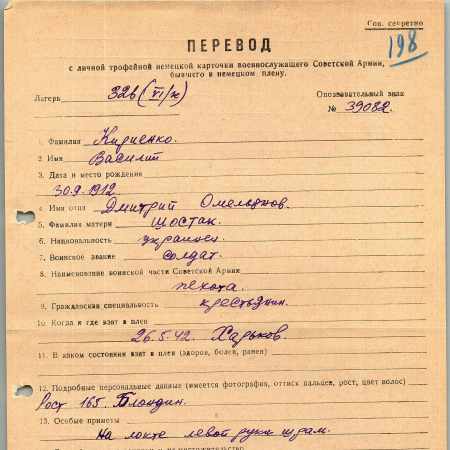 Сов. секретно
198
ПЕРЕВОД
с личной трофейной немецкой карточки военнослужащего Советской Армии,
бывшего в немецком плену.
Лагерь 326 (VI/к)
Опознавательный знак
№ 39082.
1. Фамилия Кириенко.
2 Имя Василий
3. Дата и место рождения
30.9.1912
4. Имя отца Дмитрий Омельянов.
5. Фамилия матери Шостак.
6. Национальность украинец.
7. Воинское звание солдат.
8. Наименование воинской части Советской Армии
пехота.
9. Гражданская специальность крестьянин.
10. Когда и где взят в плен
26.5.42. Харьков.
11. В каком состоянии взят в плен (здоров, болен, ранен)
12. Подробные персональные данные (имеется фотография, оттиск пальцев, рост, цвет волос)
Рост 165. Блондин.
13. Особые приметы
На локте левой руки шрам.